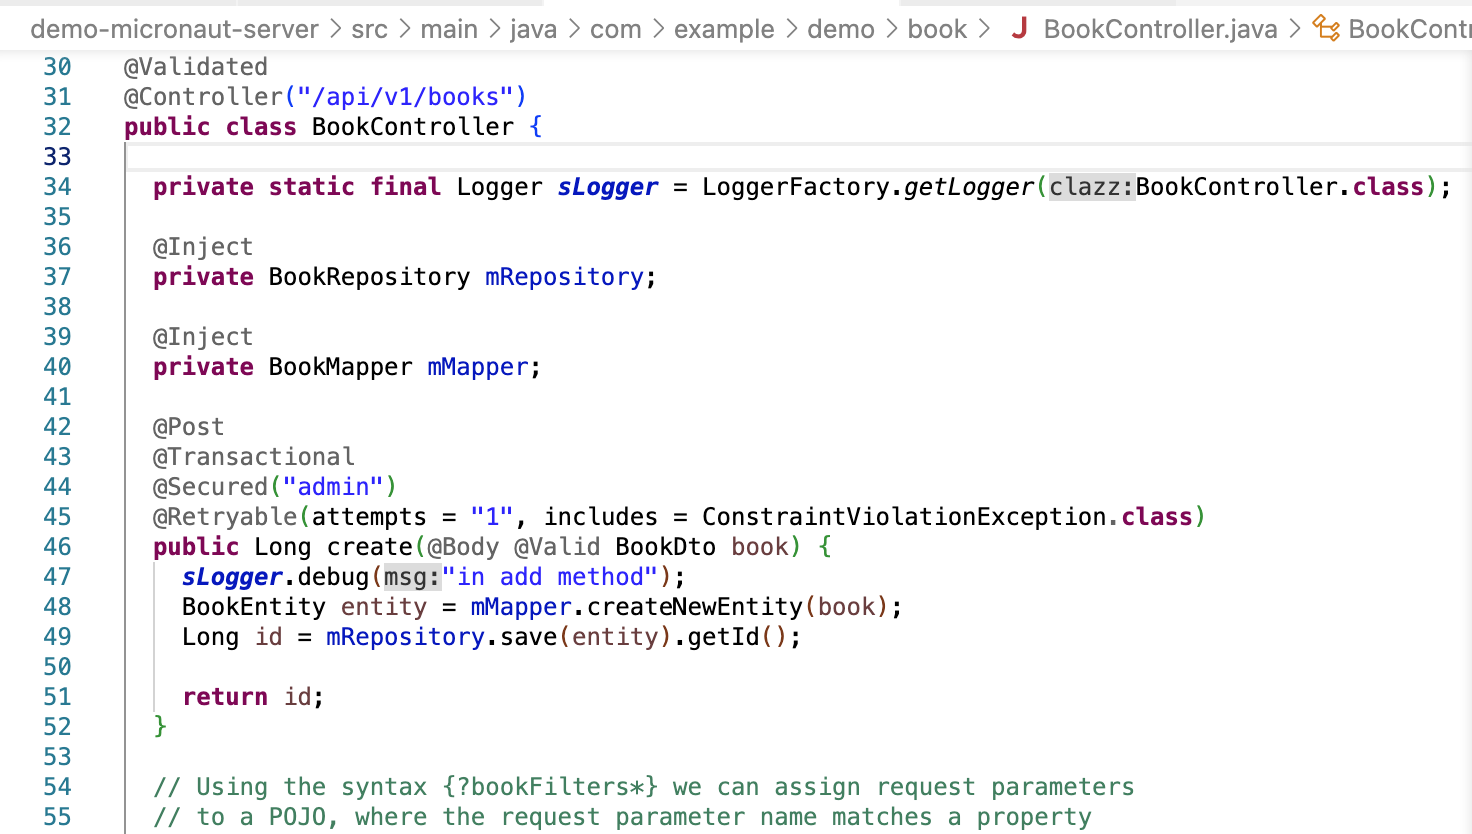 demo-micronaut-server > src > main > java > com > example > demo > book > J BookController.java > BookContr
30 @Validated
31 @Controller("/api/v1/books")
32 public class BookController {
33
34 private static final Logger sLogger = LoggerFactory.getLogger(clazz:BookController.class);
35
36 @Inject
37 private BookRepository mRepository;
38
39 @Inject
40 private BookMapper mMapper;
41
42 @Post
43 @Transactional
44 @Secured("admin")
45 @Retryable(attempts = "1", includes = ConstraintViolationException.class)
46 public Long create(@Body @Valid BookDto book) {
47 sLogger.debug(msg:"in add method");
48 BookEntity entity = mMapper.createNewEntity(book);
49 Long id = mRepository.save(entity).getId();
50
51 return id;
52 }
53
54 // Using the syntax {?bookFilters*} we can assign request parameters
55 // to a POJO, where the request parameter name matches a property